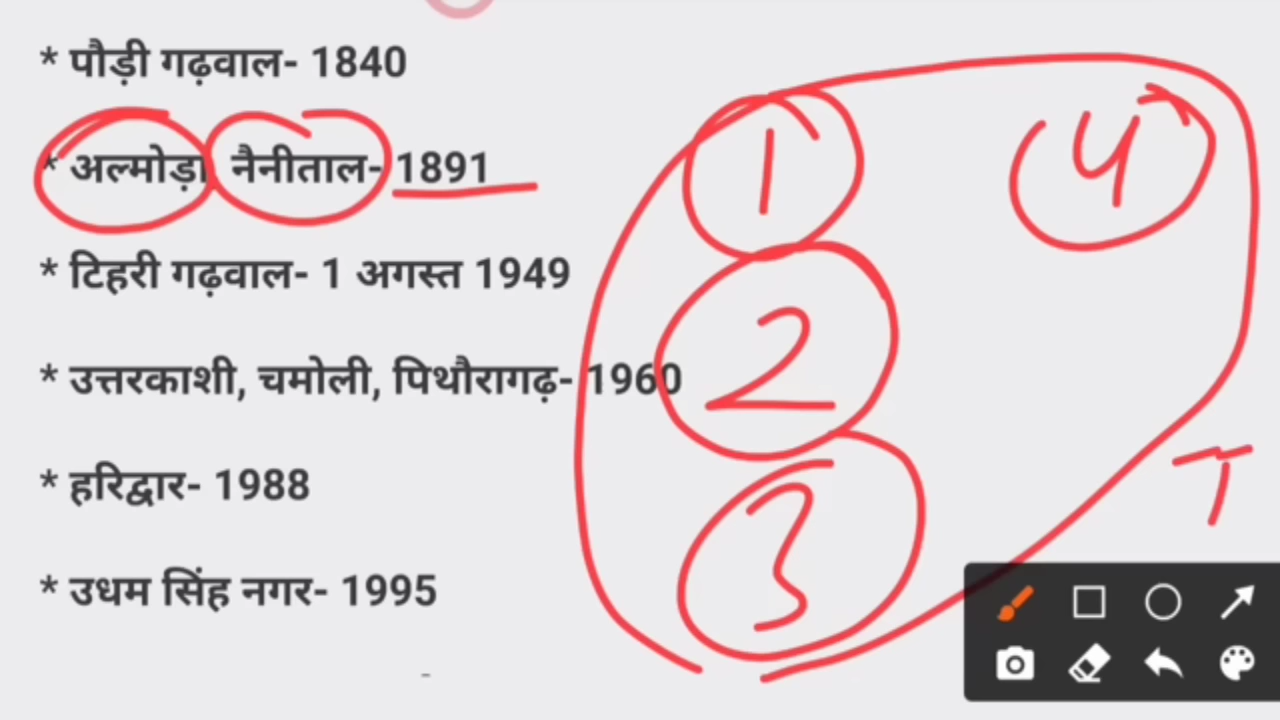 * पौड़ी गढ़वाल- 1840
* अल्मोड़ा, नैनीताल- 1891
* टिहरी गढ़वाल- 1 अगस्त 1949
* उत्तरकाशी, चमोली, पिथौरागढ़- 1960
* हरिद्वार- 1988
* उधम सिंह नगर- 1995
1
4
2
3
T